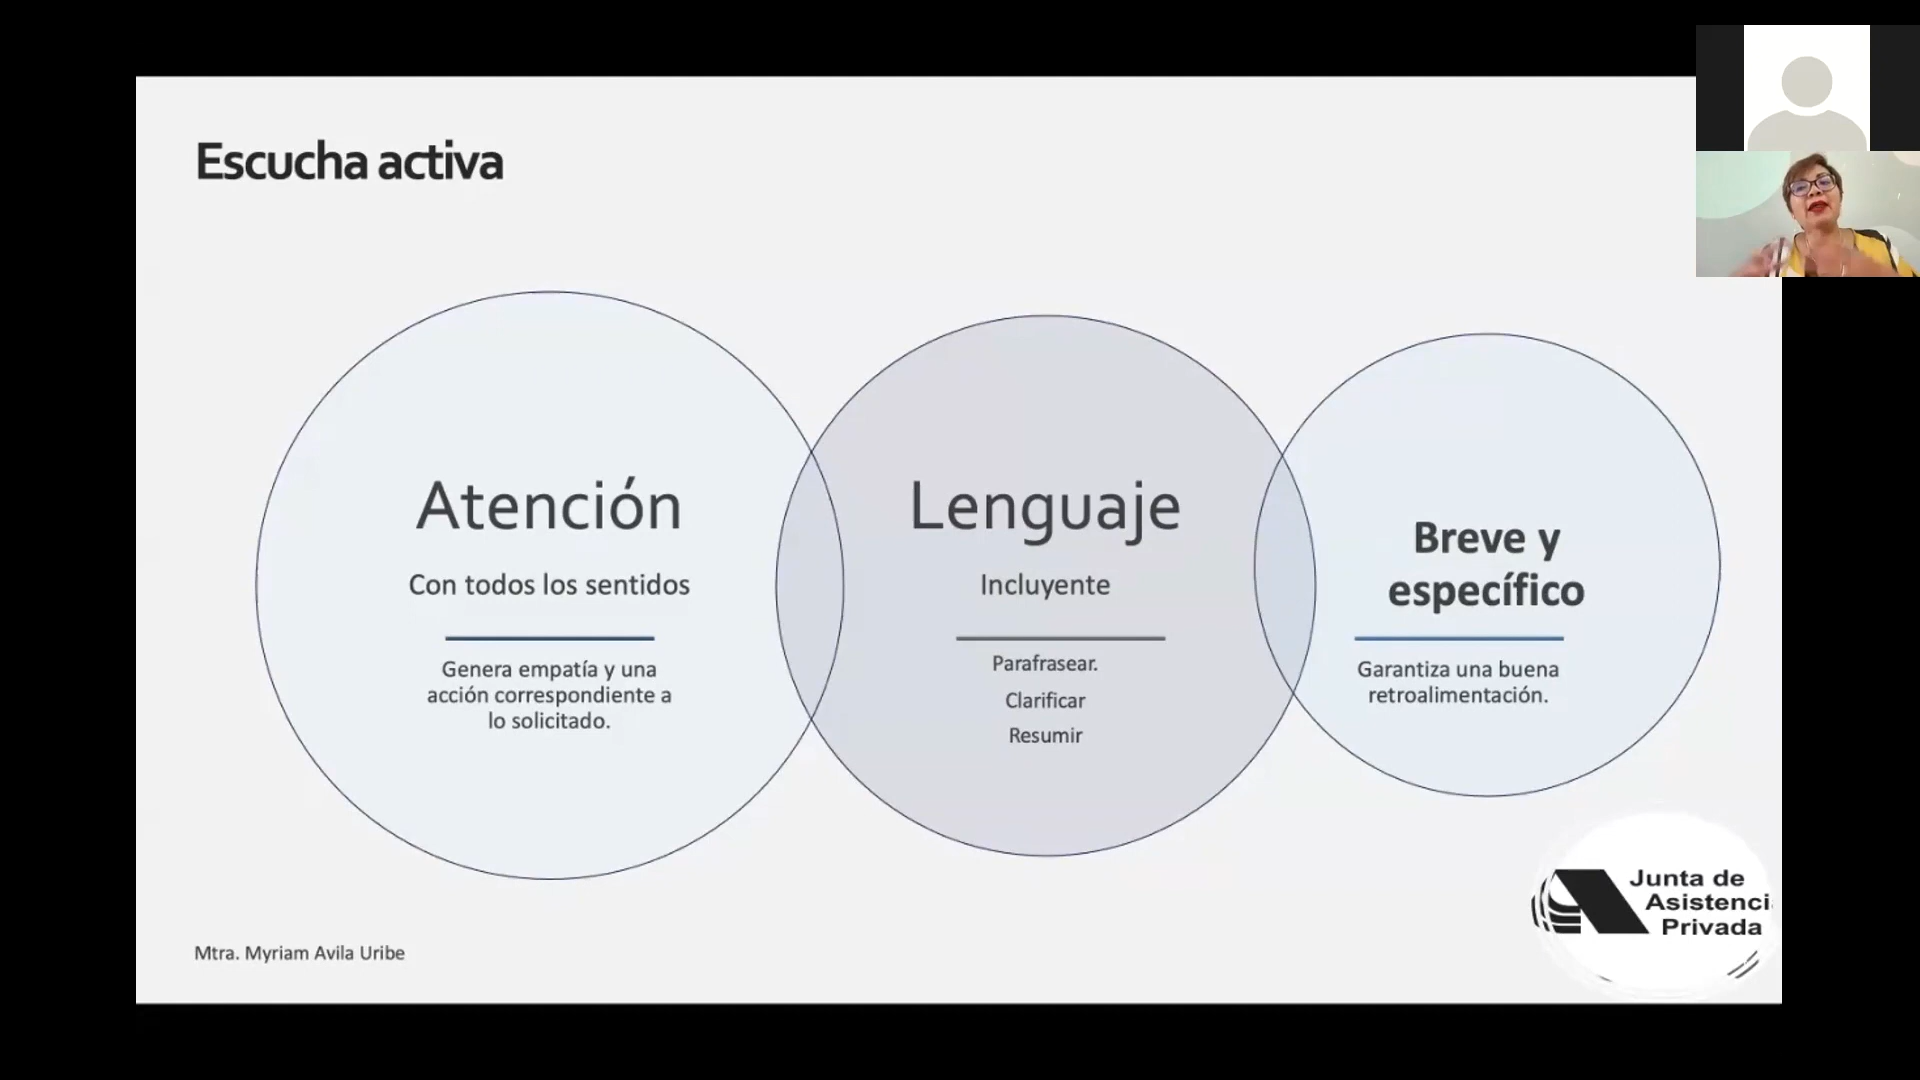 Escucha activa
Atención
Con todos los sentidos
Genera empatía y una
acción correspondiente a
lo solicitado.
Lenguaje
Incluyente
Parafrasear.
Clarificar
Resumir
Breve y
específico
Garantiza una buena
retroalimentación.
Junta de
Asistenci
Privada
Mtra. Myriam Avila Uribe